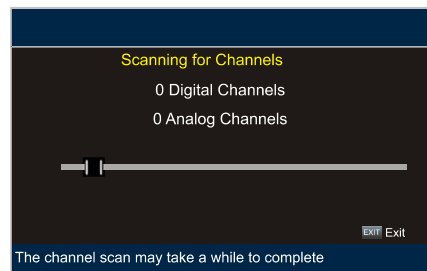 Scanning for Channels
0 Digital Channels
0 Analog Channels
EXIT Exit
The channel scan may take a while to complete